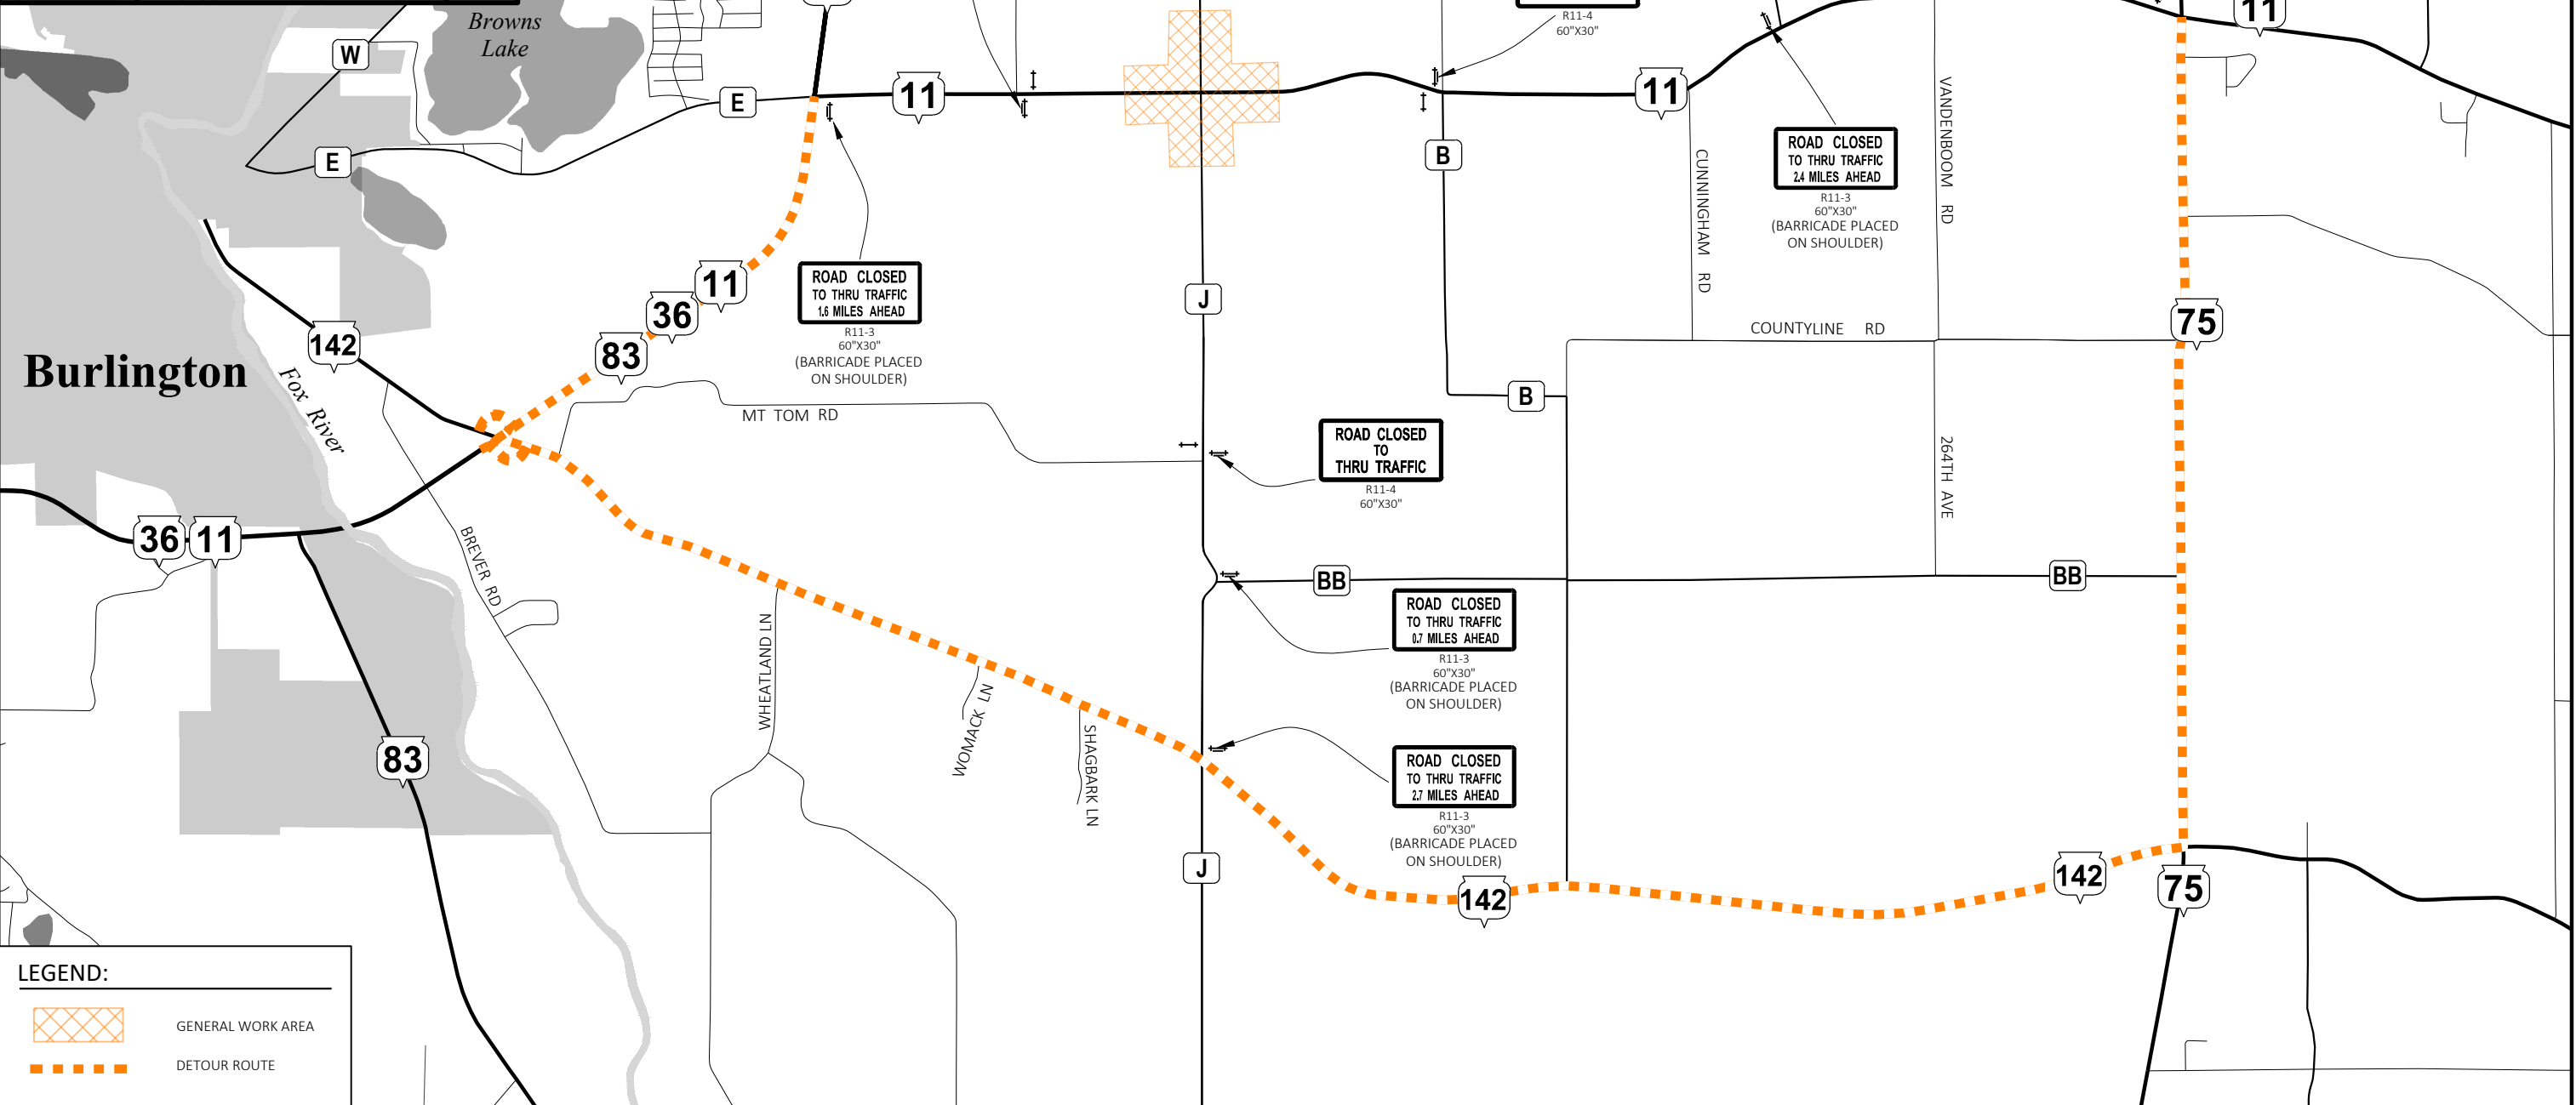 Browns
Lake
W
E
E
11
R11-4
60"X30"
11
11
B
B
ROAD CLOSED
TO THRU TRAFFIC
2.4 MILES AHEAD
R11-3
60"X30"
(BARRICADE PLACED
ON SHOULDER)
VANDENBOOM RD
CUNNINGHAM RD
ROAD CLOSED
TO THRU TRAFFIC
1.6 MILES AHEAD
R11-3
60"X30"
(BARRICADE PLACED
ON SHOULDER)
11
36
83
J
COUNTYLINE RD
75
142
Burlington
Fox River
MT TOM RD
ROAD CLOSED
TO
THRU TRAFFIC
R11-4
60"X30"
264TH AVE
36
11
BREVER RD
BB
BB
ROAD CLOSED
TO THRU TRAFFIC
0.7 MILES AHEAD
R11-3
60"X30"
(BARRICADE PLACED
ON SHOULDER)
WHEATLAND LN
WOMACK LN
SHAGBARK LN
83
ROAD CLOSED
TO THRU TRAFFIC
2.7 MILES AHEAD
R11-3
60"X30"
(BARRICADE PLACED
ON SHOULDER)
J
142
142
75
LEGEND:
GENERAL WORK AREA
DETOUR ROUTE